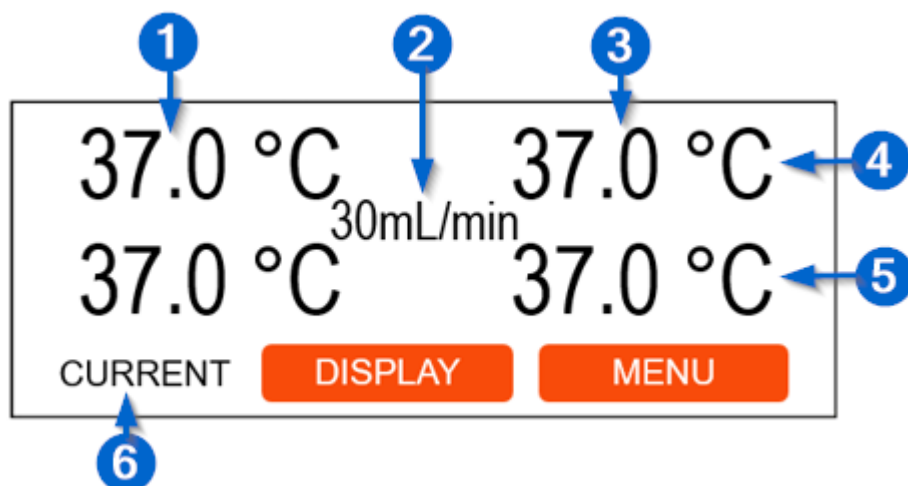 1 2 3
37.0 °C 37.0 °C 4
30mL/min
37.0 °C 37.0 °C 5
CURRENT DISPLAY MENU
6